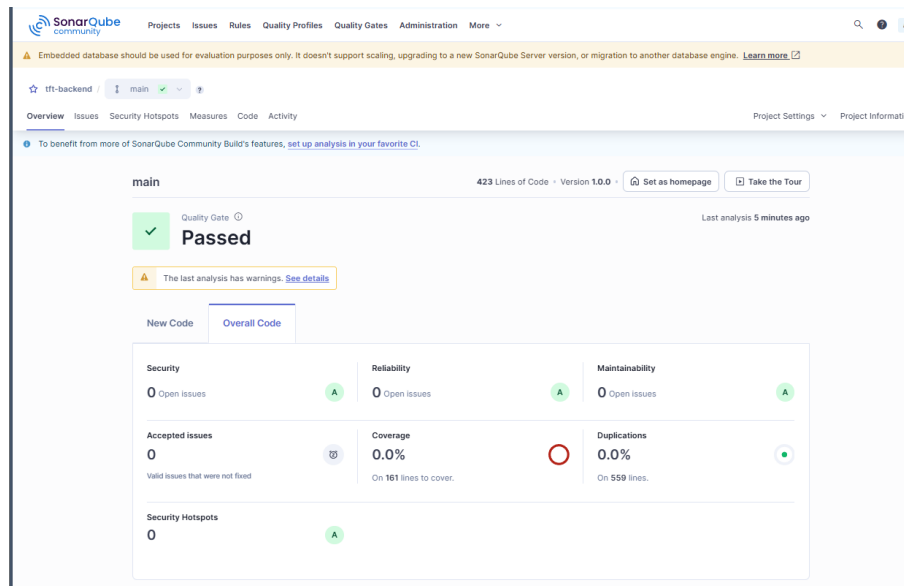 SonarQube community Projects Issues Rules Quality Profiles Quality Gates Administration More
Embedded database should be used for evaluation purposes only. It doesn't support scaling, upgrading to a new SonarQube Server version, or migration to another database engine. Learn more
tft-backend / main ?
Overview Issues Security Hotspots Measures Code Activity Project Settings
To benefit from more of SonarQube Community Build's features, set up analysis in your favorite CI.
main 423 Lines of Code • Version 1.0.0 • Set as homepage Take the Tour
Quality Gate Last analysis 5 minutes ago
Passed
The last analysis has warnings. See details
New Code Overall Code
Security Reliability Maintainability
0 Open issues A 0 Open issues A 0 Open issues A
Accepted issues Coverage Duplications
0 0.0% 0.0%
Valid issues that were not fixed On 161 lines to cover. On 559 lines.
Security Hotspots
0 A